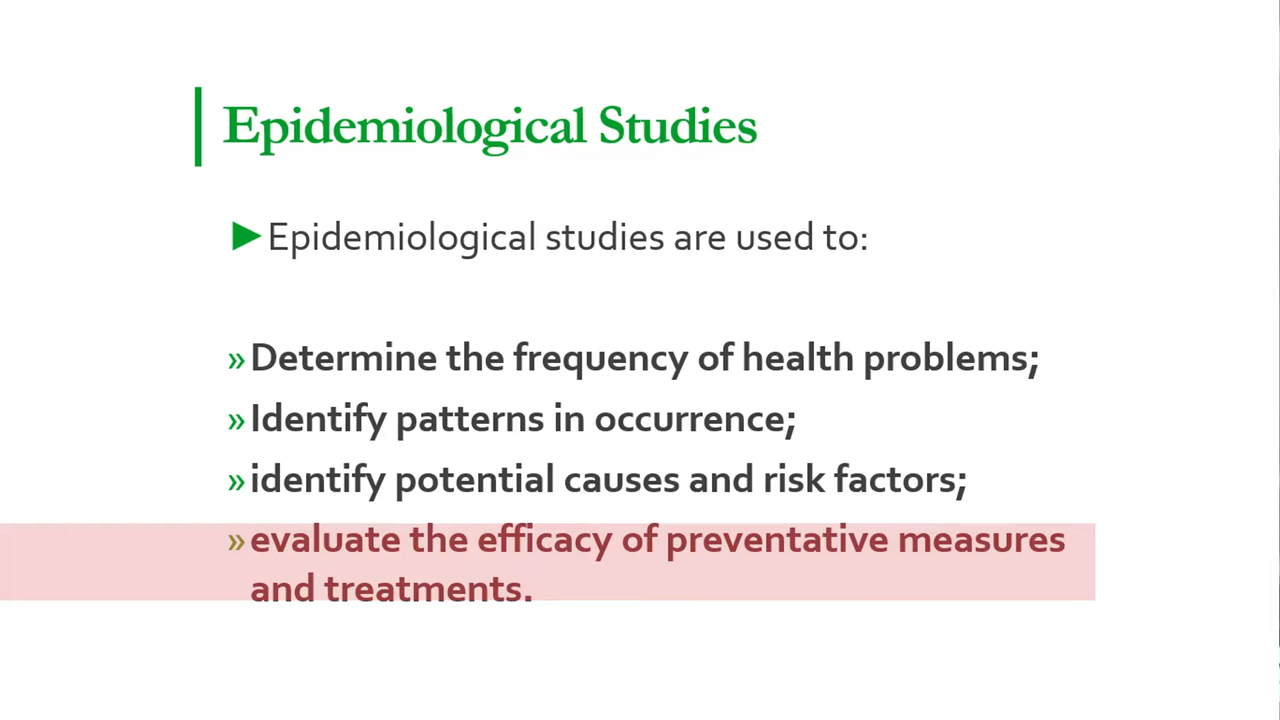 Epidemiological Studies
►Epidemiological studies are used to:
»Determine the frequency of health problems;
»Identify patterns in occurrence;
»identify potential causes and risk factors;
»evaluate the efficacy of preventative measures
and treatments.